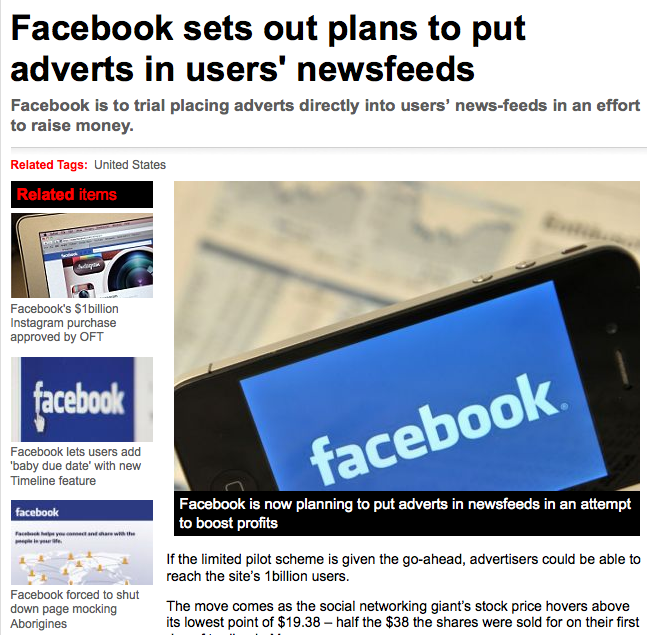 Facebook sets out plans to put
adverts in users' newsfeeds
Facebook is to trial placing adverts directly into users’ news-feeds in an effort
to raise money.
Related Tags: United States
Related items
facebook
Instagram
Facebook's $1billion
Instagram purchase
approved by OFT
facebook
Facebook lets users add
'baby due date' with new
Timeline feature
facebook
Facebook helps you connect and share with the
people in your life.
Facebook forced to shut
down page mocking
Aborigines
facebook
Facebook is now planning to put adverts in newsfeeds in an attempt
to boost profits
If the limited pilot scheme is given the go-ahead, advertisers could be able to
reach the site’s 1billion users.
The move comes as the social networking giant’s stock price hovers above
its lowest point of $19.38 – half the $38 the shares were sold for on their first